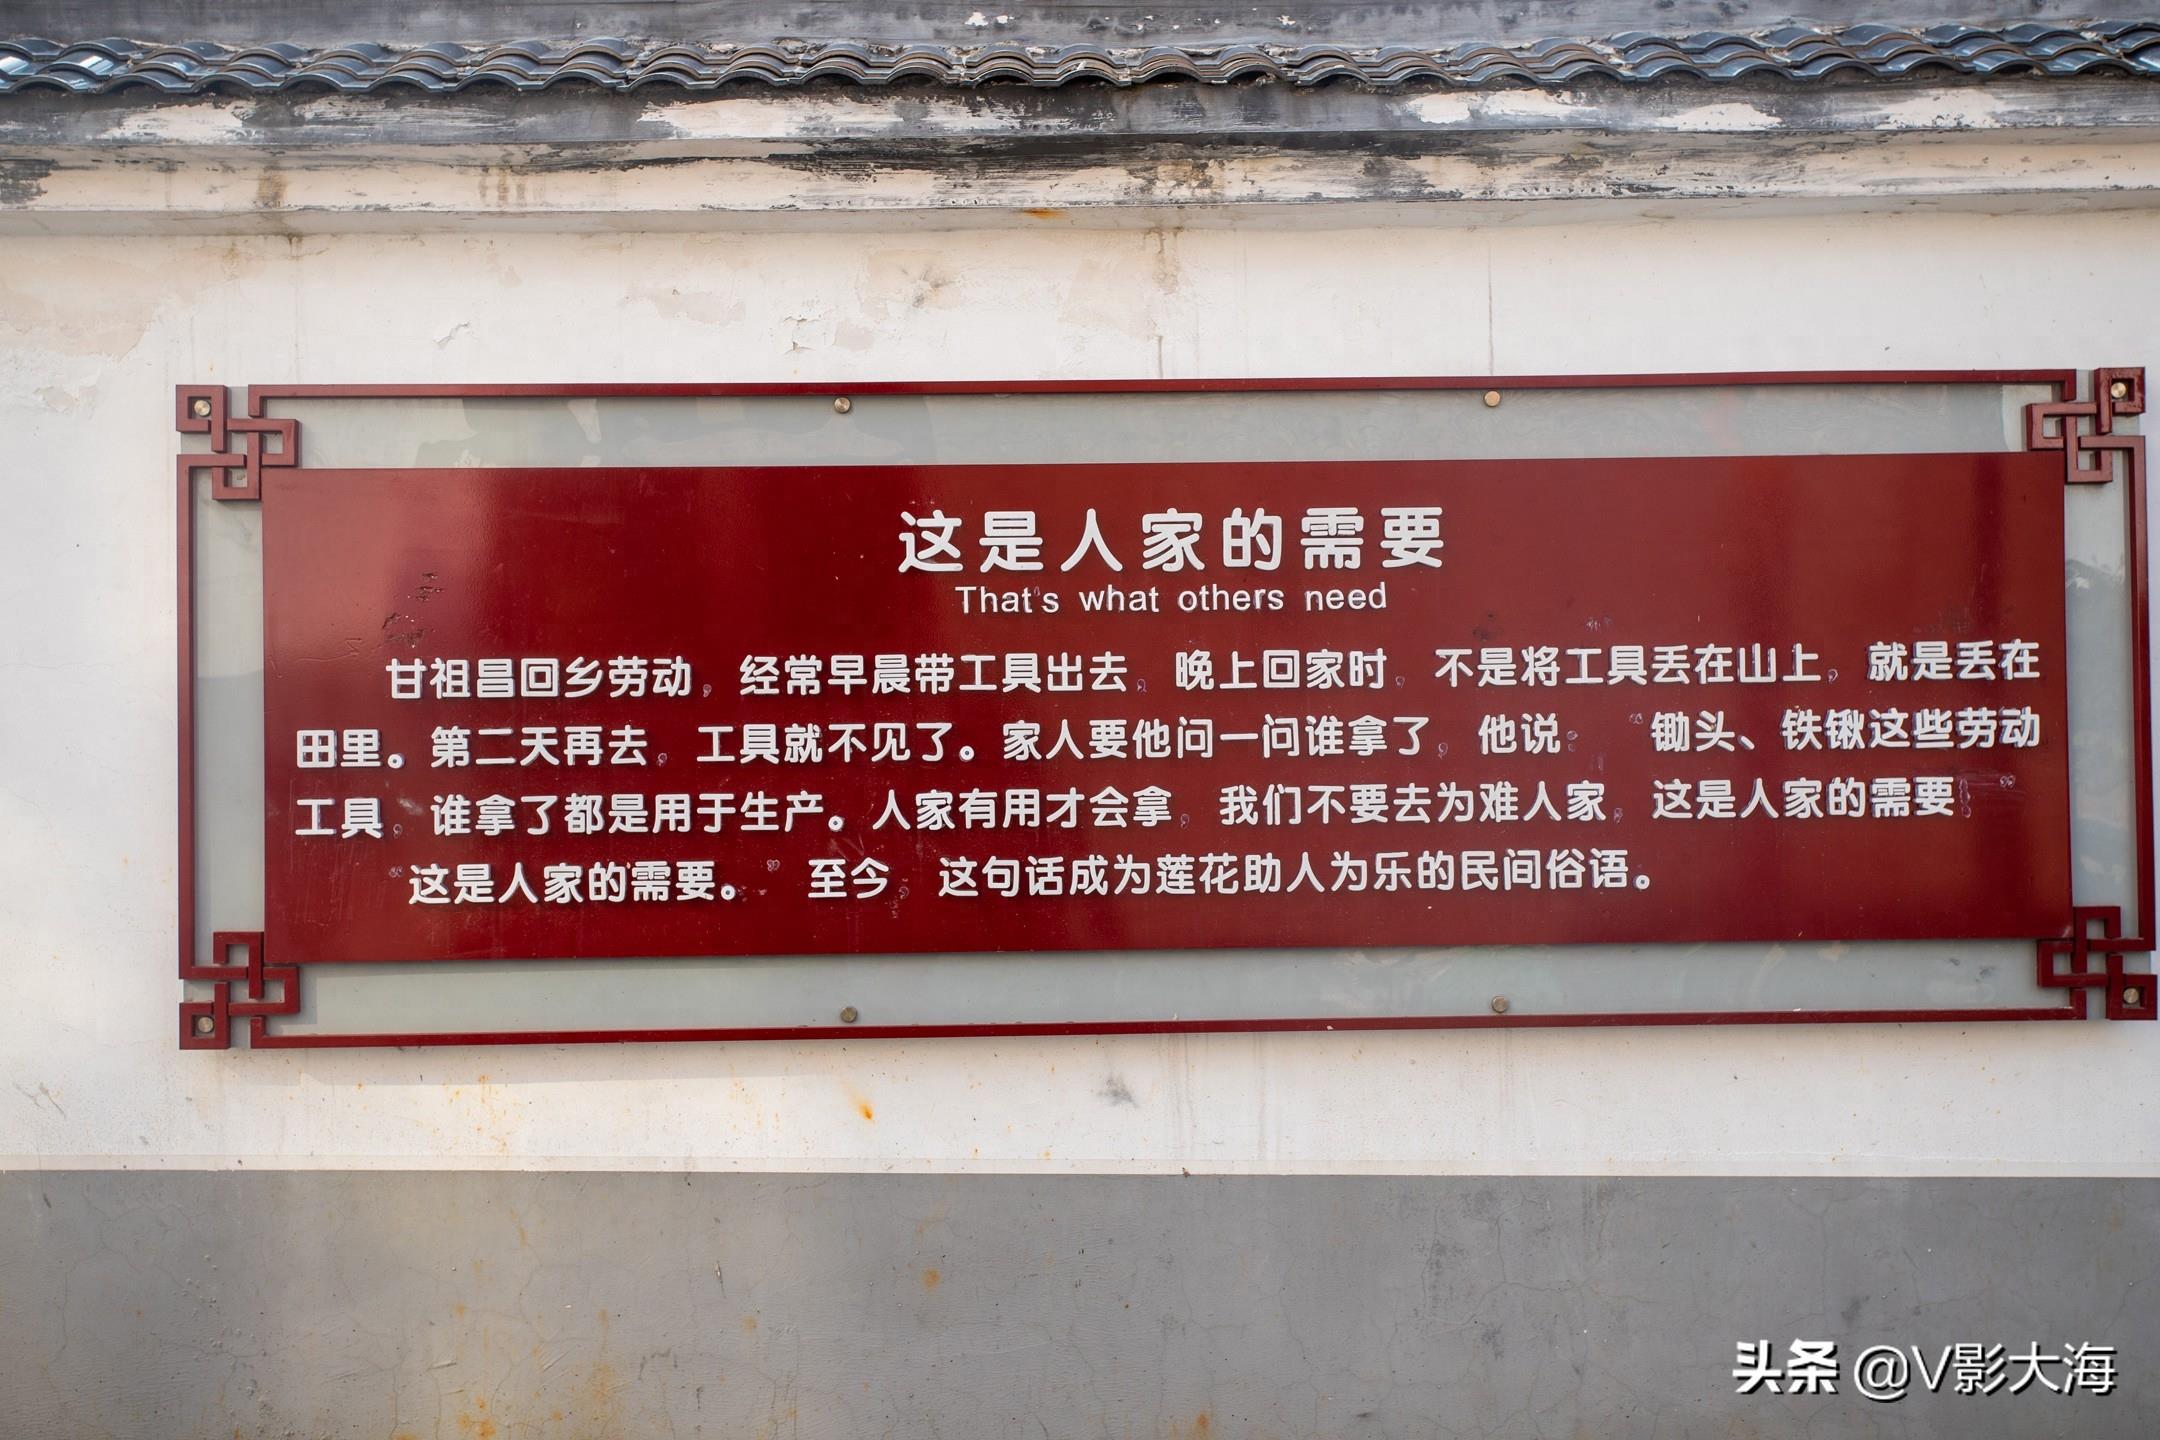 这是人家的需要
That's what others need
甘祖昌回乡劳动，经常早晨带工具出去，晚上回家时，不是将工具丢在山上，就是丢在
田里。第二天再去，工具就不见了。家人要他问一问谁拿了，他说：“锄头、铁锹这些劳动
工具，谁拿了都是用于生产。人家有用才会拿，我们不要去为难人家，这是人家的需要！”
“这是人家的需要。”至今，这句话成为莲花助人为乐的民间俗语。
头条 @V影大海